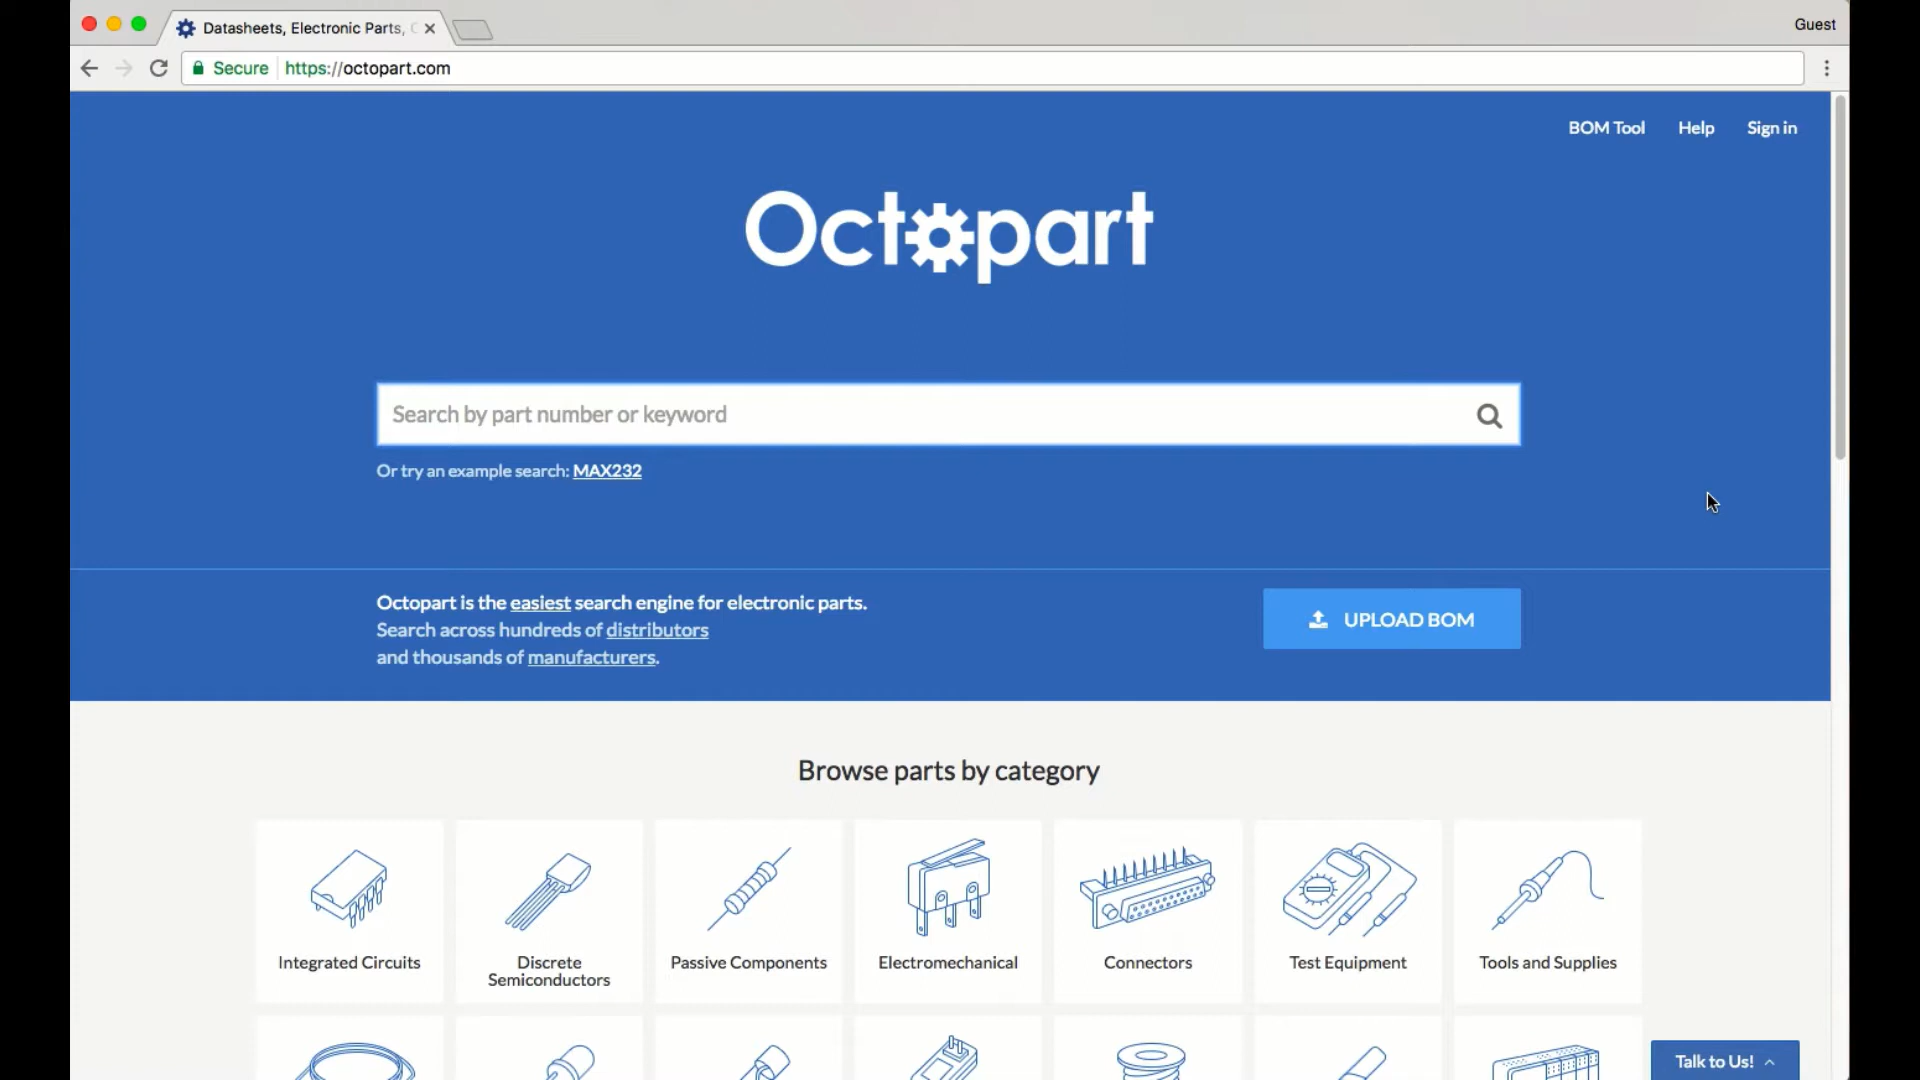 Datasheets, Electronic Parts,
Guest
Secure https://octopart.com
BOM Tool Help Sign in
Octopart
Search by part number or keyword
Or try an example search: MAX232
Octopart is the easiest search engine for electronic parts.
Search across hundreds of distributors
and thousands of manufacturers.
UPLOAD BOM
Browse parts by category
Integrated Circuits
Discrete
Semiconductors
Passive Components
Electromechanical
Connectors
Test Equipment
Tools and Supplies
Talk to Us!